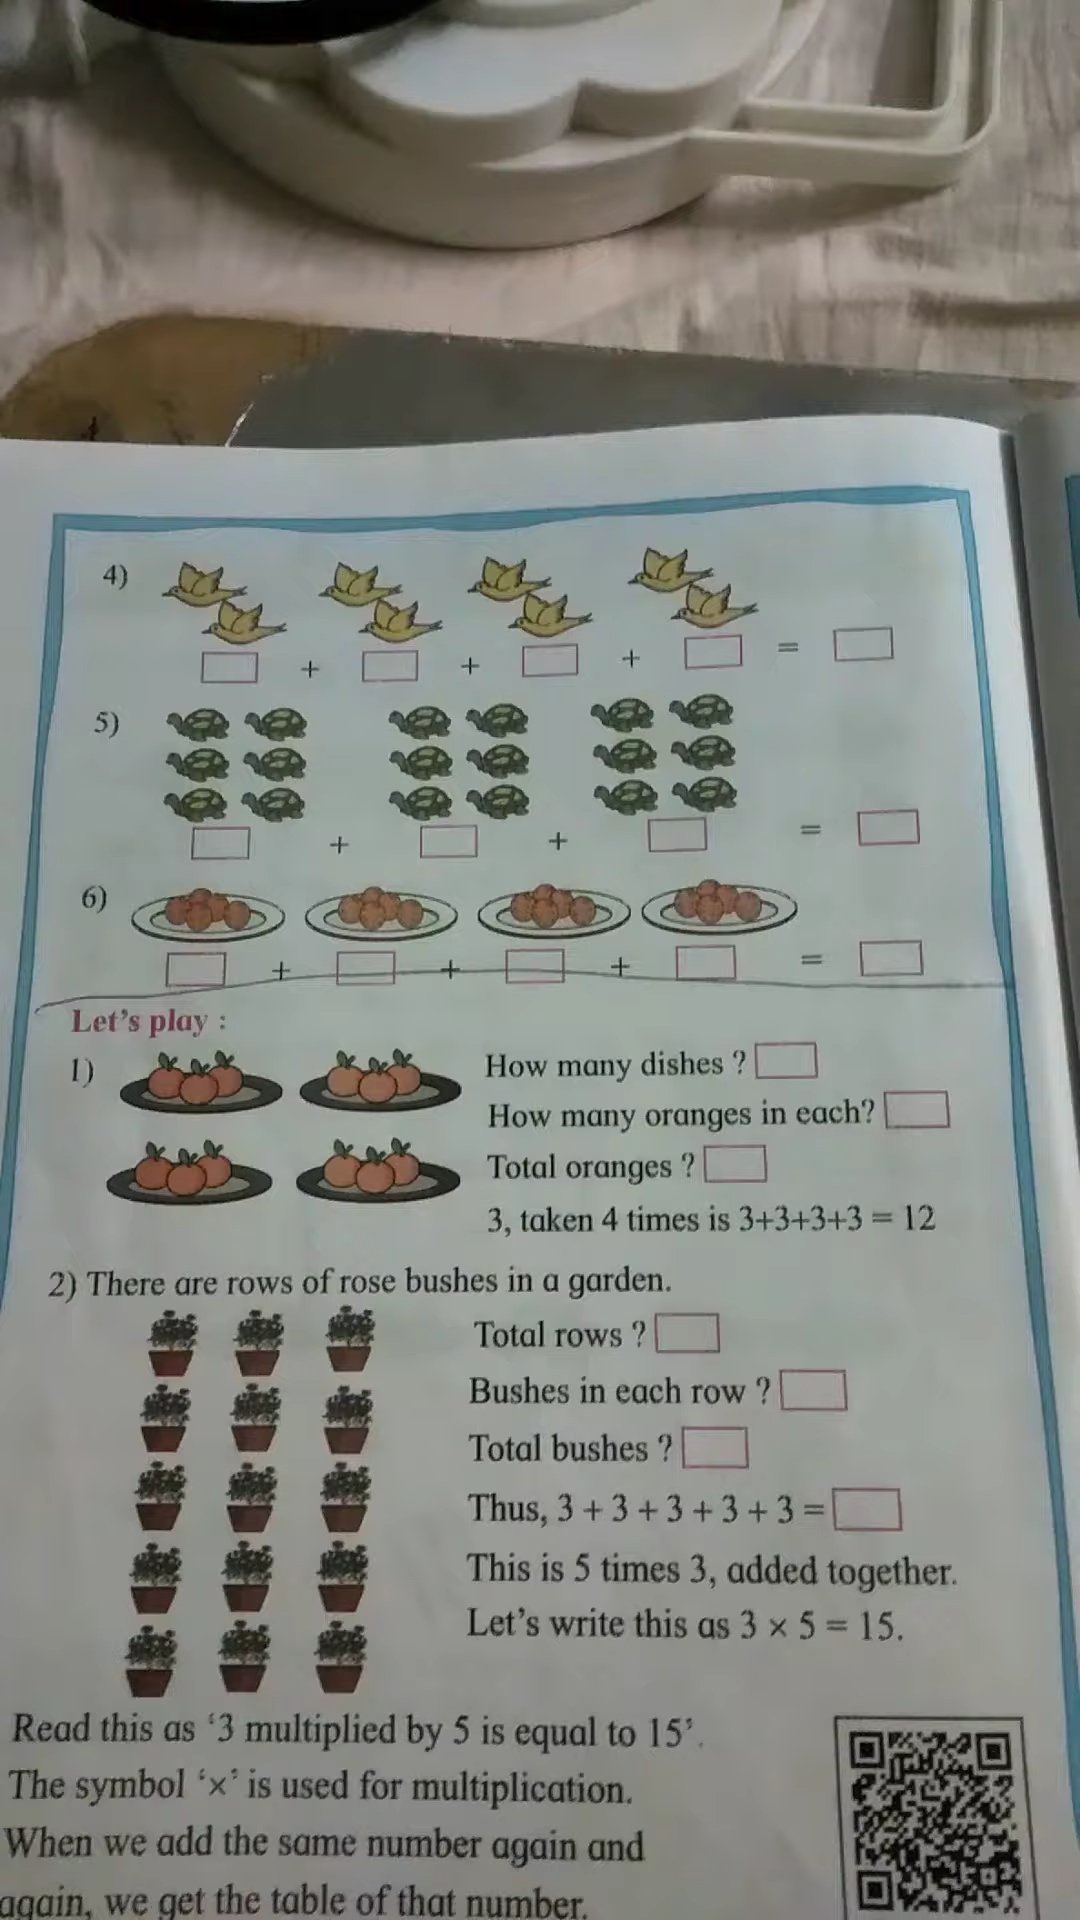 4)
+ + + =
5)
+ + =
6)
+ + + =
Let's play :
1)
How many dishes ?
How many oranges in each?
Total oranges ?
3, taken 4 times is 3+3+3+3 = 12
2) There are rows of rose bushes in a garden.
Total rows ?
Bushes in each row ?
Total bushes ?
Thus, 3 + 3 + 3 + 3 + 3 =
This is 5 times 3, added together.
Let's write this as 3 × 5 = 15.
Read this as ‘3 multiplied by 5 is equal to 15’.
The symbol ‘×’ is used for multiplication.
When we add the same number again and
again, we get the table of that number.